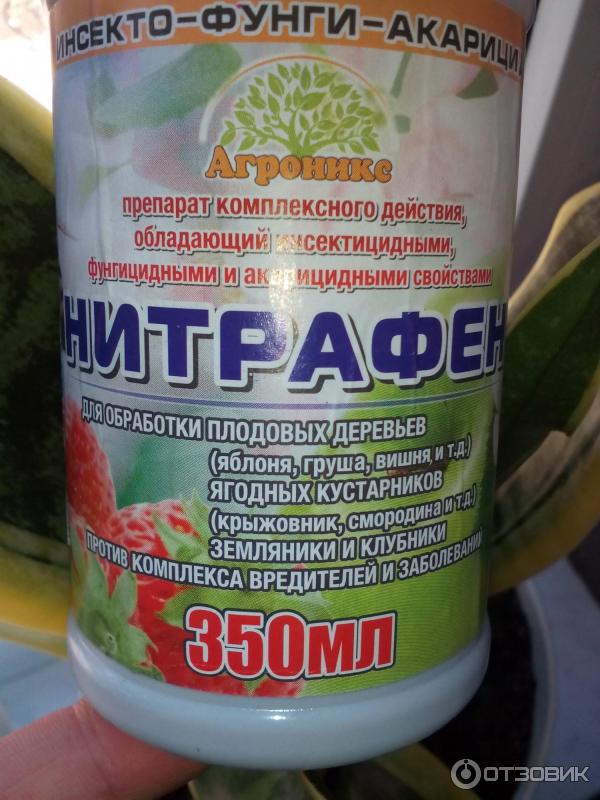 ИНСЕКТО-ФУНГИ-АКАРИЦИ
Агроникс
препарат комплексного действия,
обладающий инсектицидными,
фунгицидными и акарицидными свойствами
НИТРАФЕН
ДЛЯ ОБРАБОТКИ ПЛОДОВЫХ ДЕРЕВЬЕВ
(яблоня, груша, вишня, и т.д.)
ЯГОДНЫХ КУСТАРНИКОВ
(крыжовник, смородина и т.д.)
ЗЕМЛЯНИКИ И КЛУБНИКИ
ПРОТИВ КОМПЛЕКСА ВРЕДИТЕЛЕЙ И ЗАБОЛЕВАНИЙ
350мл
ОТЗОВИК